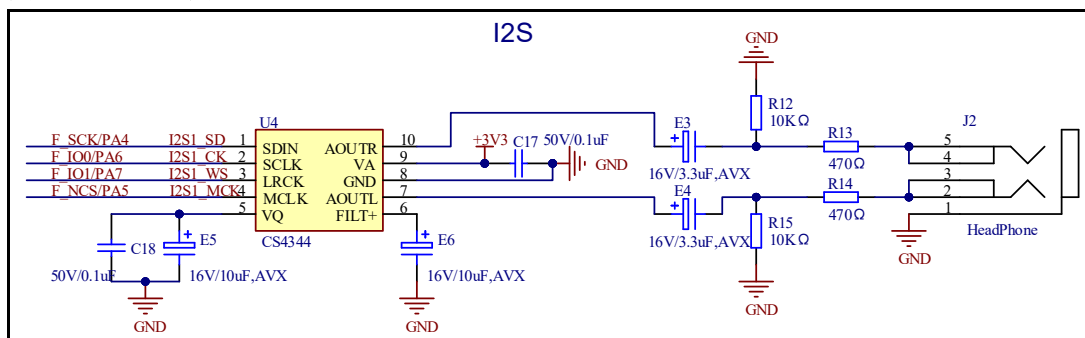 I2S
GND
U4
R12
10KΩ
E3
+
16V/3.3uF,AVX
R13
470Ω
J2
F_SCK/PA4 I2S1_SD 1 SDIN AOUTR 10
F_IO0/PA6 I2S1_CK 2 SCLK VA 9
F_IO1/PA7 I2S1_WS 3 LRCK GND 8
F_NCS/PA5 I2S1_MCK 4 MCLK AOUTL 7
5 VQ FILT+ 6
CS4344
+3V3
C17
50V/0.1uF
GND
E4
+
16V/3.3uF,AVX
R14
470Ω
R15
10KΩ
GND
5
4
3
2
1
HeadPhone
GND
C18
50V/0.1uF
+
E5
16V/10uF,AVX
GND
+
E6
16V/10uF,AVX
GND